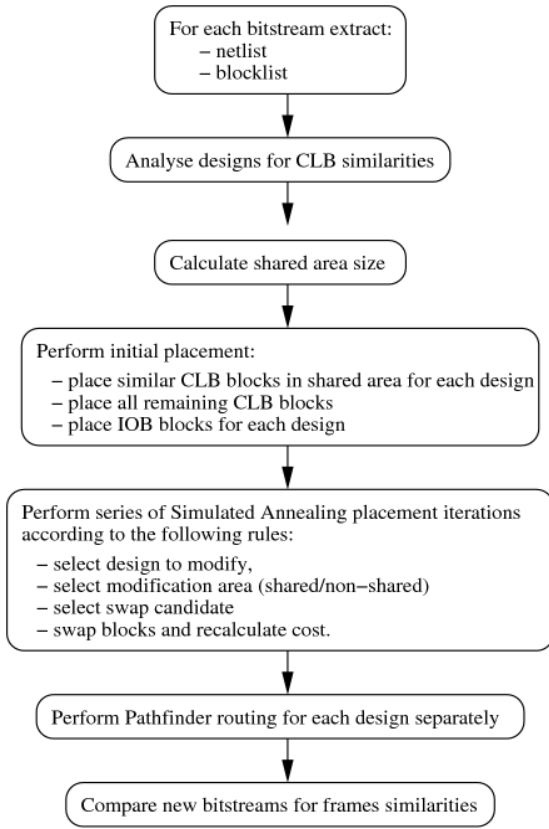 For each bitstream extract:
– netlist
– blocklist
Analyse designs for CLB similarities
Calculate shared area size
Perform initial placement:
– place similar CLB blocks in shared area for each design
– place all remaining CLB blocks
– place IOB blocks for each design
Perform series of Simulated Annealing placement iterations
according to the following rules:
– select design to modify,
– select modification area (shared/non−shared)
– select swap candidate
– swap blocks and recalculate cost.
Perform Pathfinder routing for each design separately
Compare new bitstreams for frames similarities